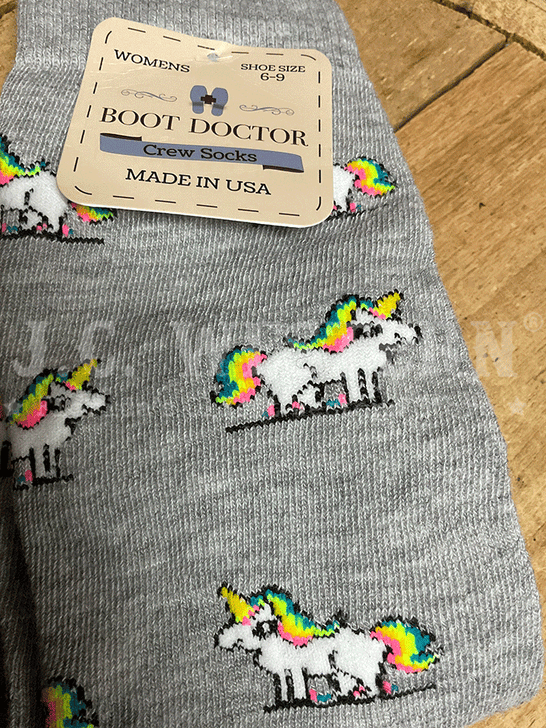 WOMENS
SHOE SIZE
6-9
BOOT DOCTOR
Crew Socks
MADE IN USA